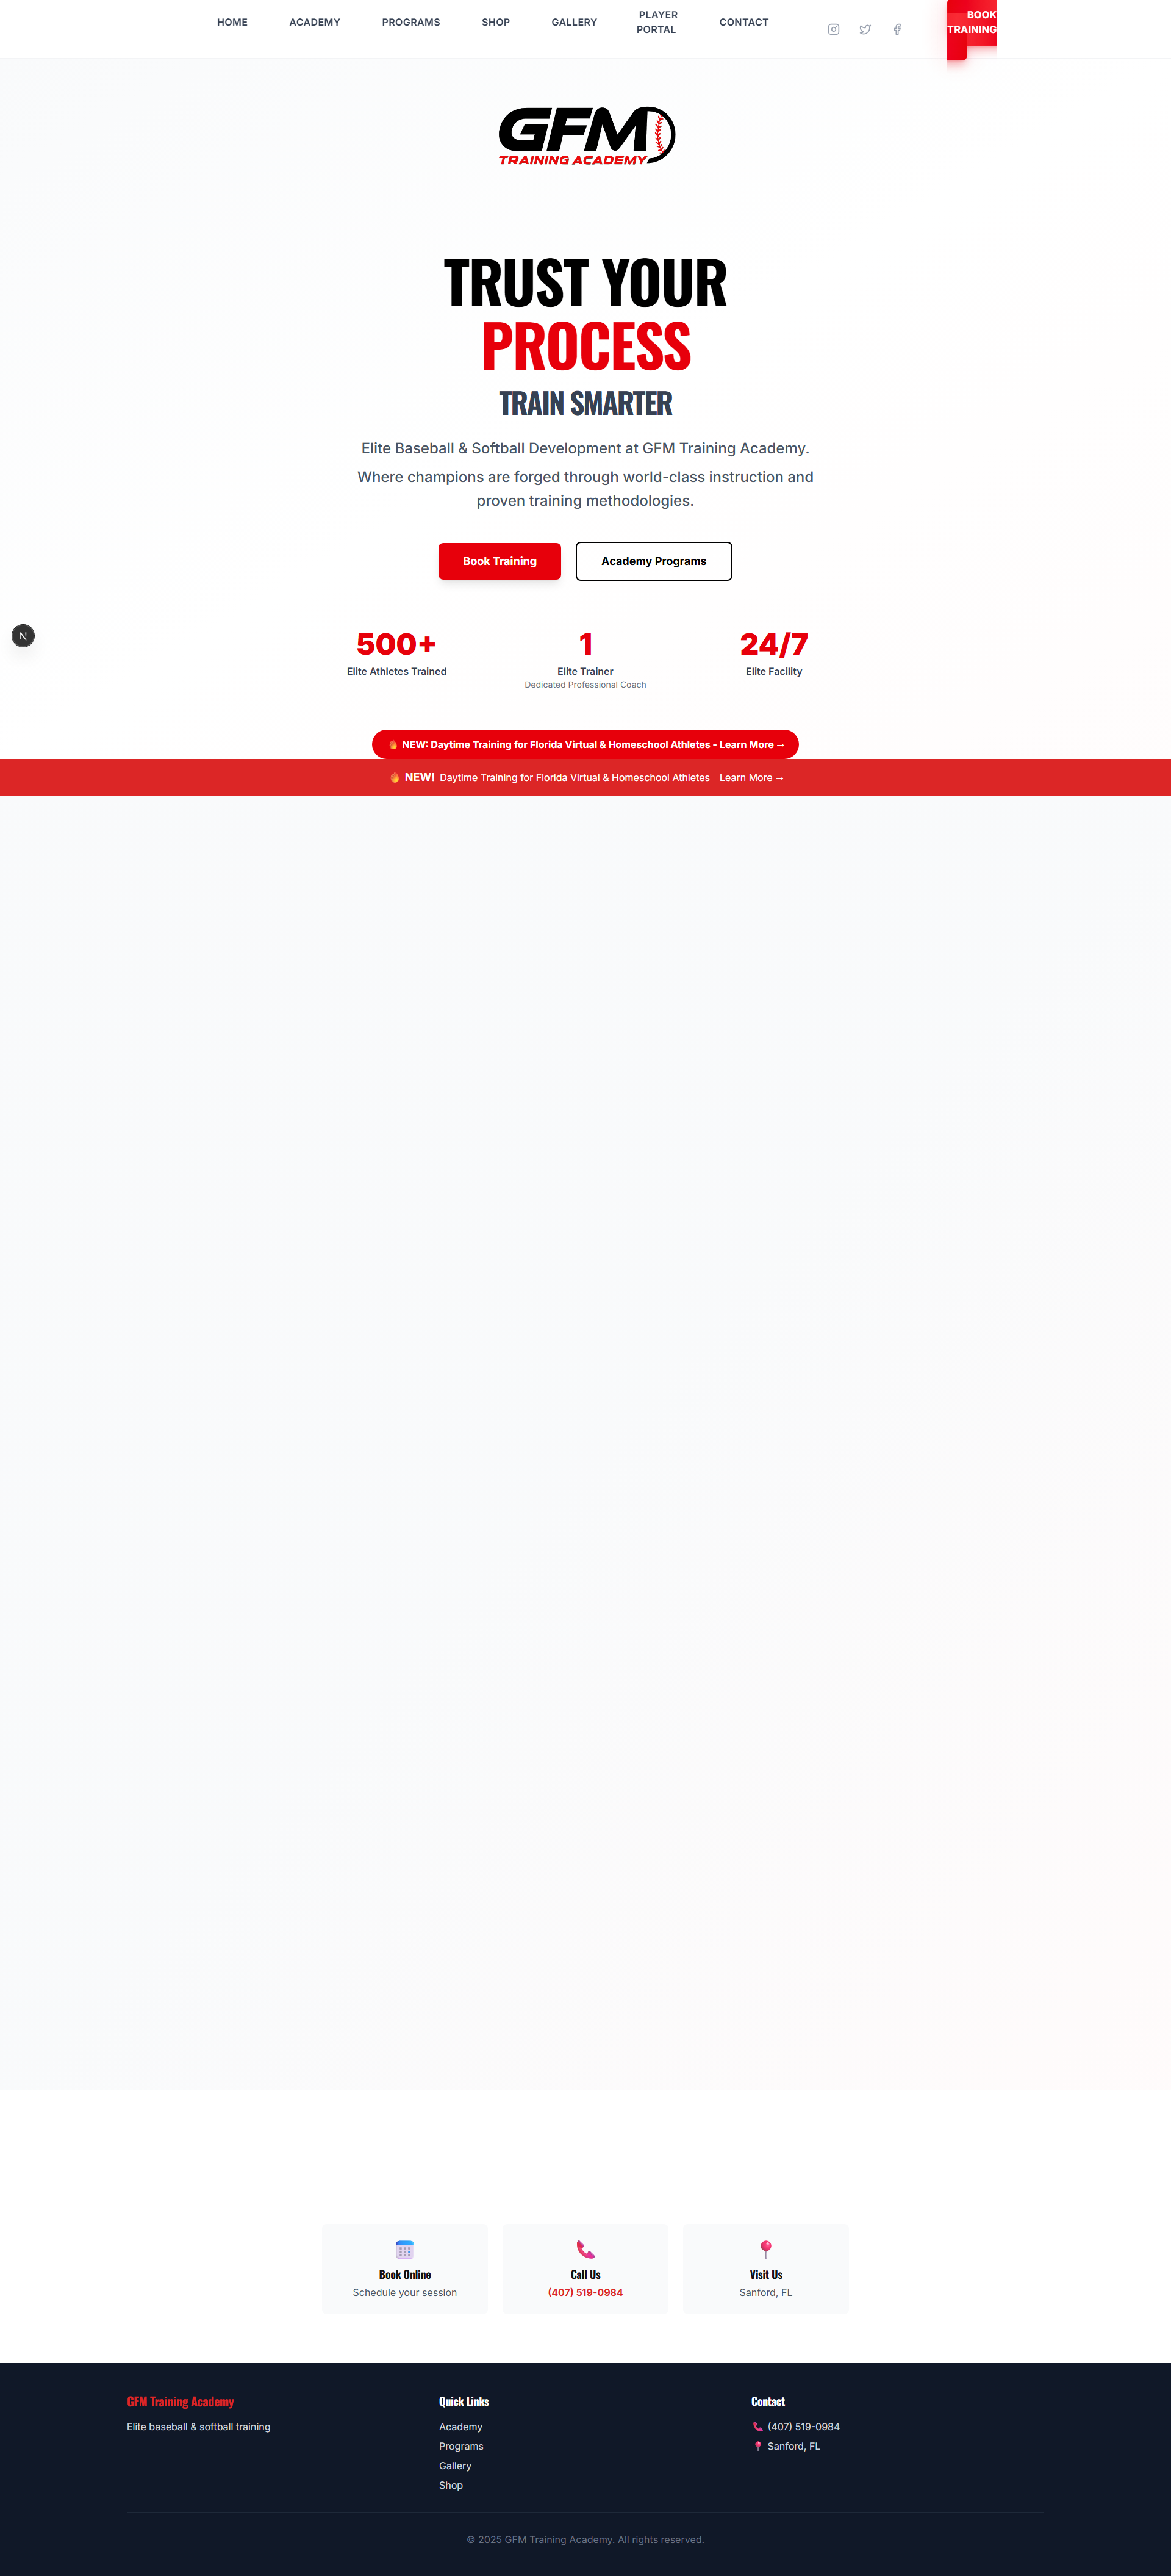 HOME
ACADEMY
PROGRAMS
SHOP
GALLERY
PLAYER
PORTAL
CONTACT
BOOK
TRAINING
GFM
TRAINING ACADEMY
TRUST YOUR
PROCESS
TRAIN SMARTER
Elite Baseball & Softball Development at GFM Training Academy.
Where champions are forged through world-class instruction and
proven training methodologies.
Book Training
Academy Programs
N
500+
Elite Athletes Trained
1
Elite Trainer
Dedicated Professional Coach
24/7
Elite Facility
🔥 NEW: Daytime Training for Florida Virtual & Homeschool Athletes - Learn More →
🔥 NEW! Daytime Training for Florida Virtual & Homeschool Athletes Learn More →
Book Online
Schedule your session
Call Us
(407) 519-0984
Visit Us
Sanford, FL
GFM Training Academy
Elite baseball & softball training
Quick Links
Academy
Programs
Gallery
Shop
Contact
📞 (407) 519-0984
📍 Sanford, FL
© 2025 GFM Training Academy. All rights reserved.